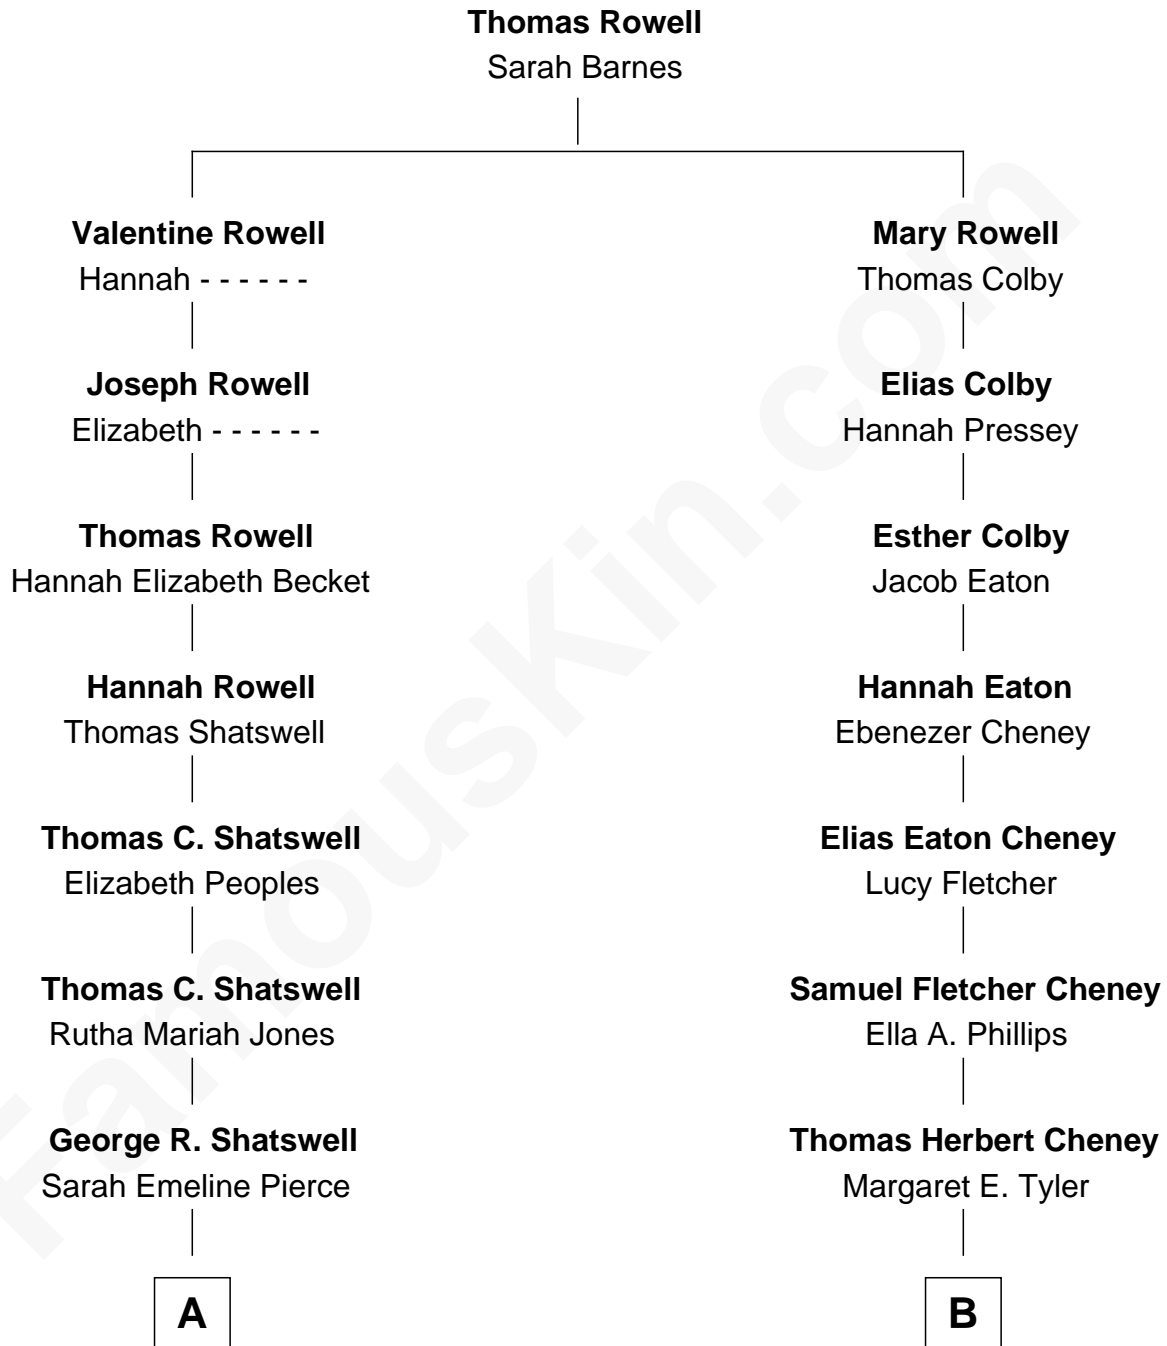 Thomas Rowell
Sarah Barnes
Valentine Rowell
Hannah - - - - - -
Joseph Rowell
Elizabeth - - - - - -
Thomas Rowell
Hannah Elizabeth Becket
Hannah Rowell
Thomas Shatswell
Thomas C. Shatswell
Elizabeth Peoples
Thomas C. Shatswell
Rutha Mariah Jones
George R. Shatswell
Sarah Emeline Pierce
A
Mary Rowell
Thomas Colby
Elias Colby
Hannah Pressey
Esther Colby
Jacob Eaton
Hannah Eaton
Ebenezer Cheney
Elias Eaton Cheney
Lucy Fletcher
Samuel Fletcher Cheney
Ella A. Phillips
Thomas Herbert Cheney
Margaret E. Tyler
B
FamousKin.com